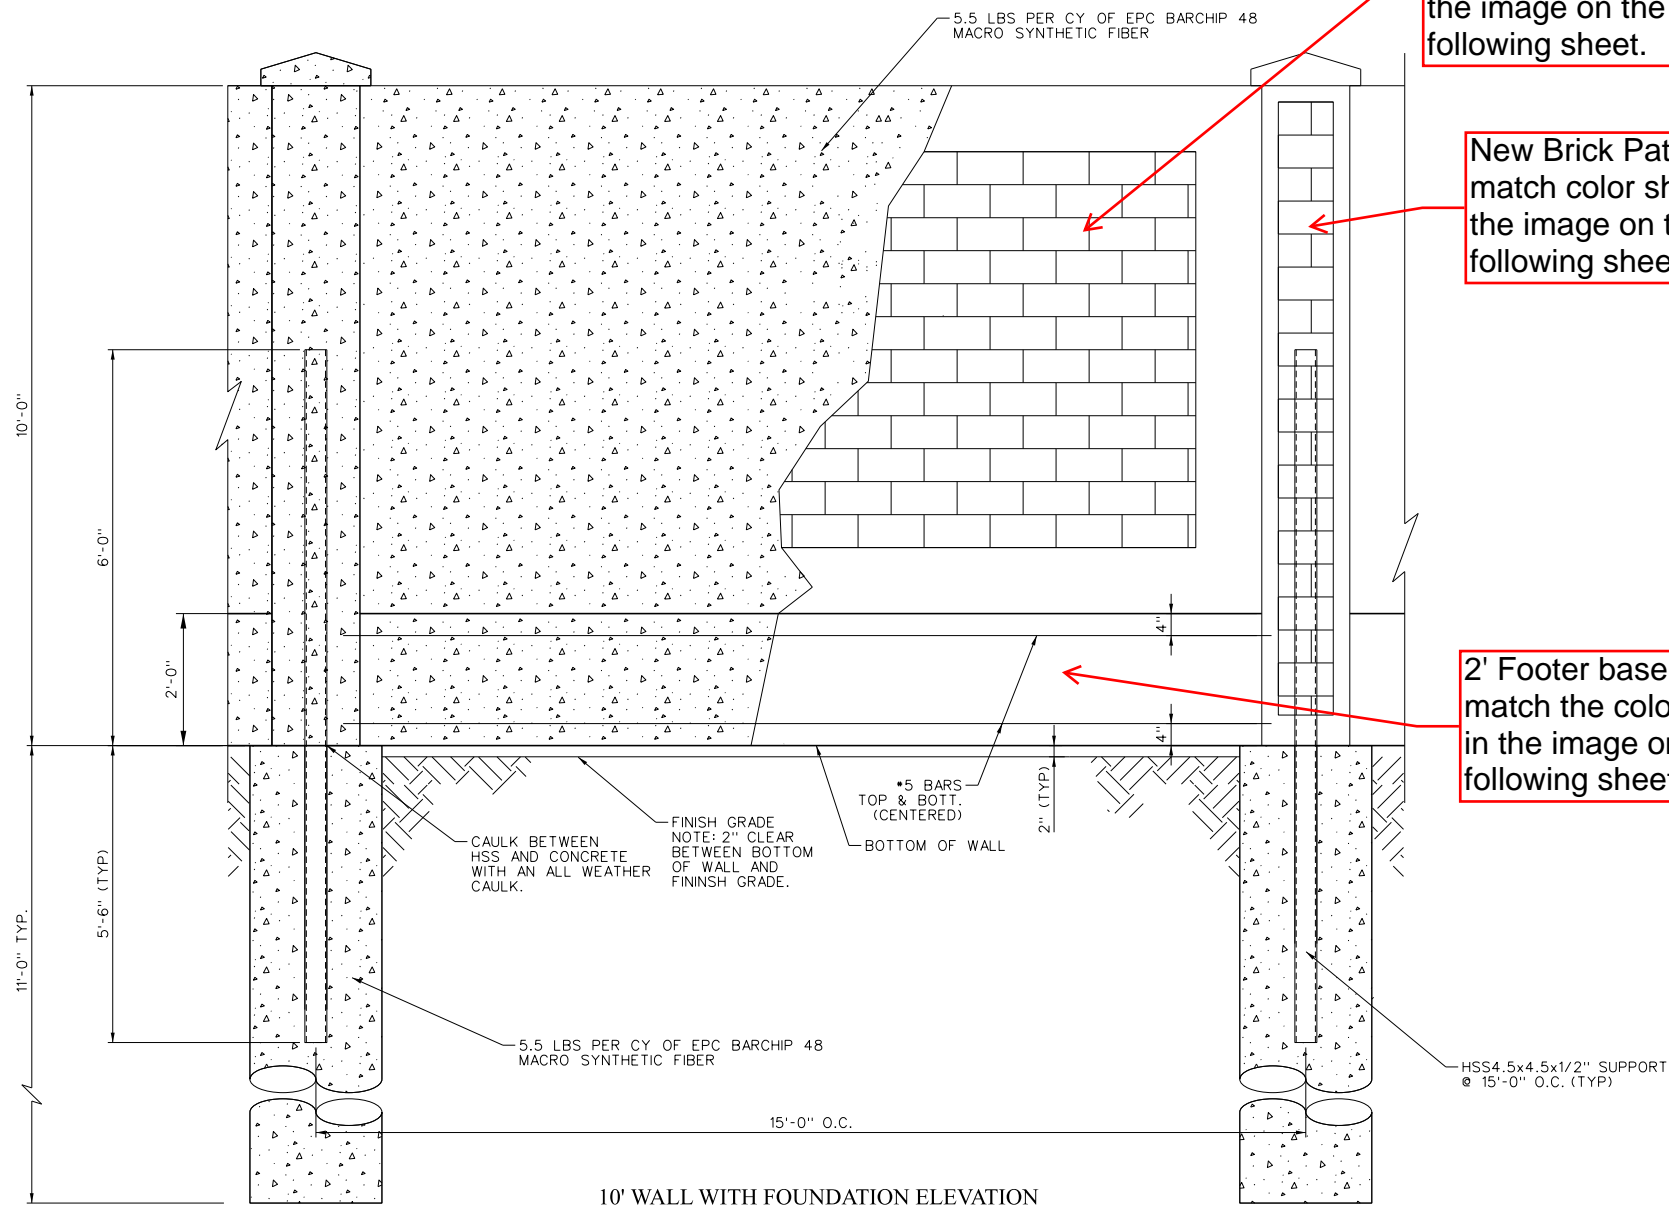 5.5 LBS PER CY OF EPC BARCHIP 48
MACRO SYNTHETIC FIBER
the image on the
following sheet.
New Brick Pat
match color sh
the image on t
following shee
10'-0"
6'-0"
2'-0"
4"
4"
2' Footer base
match the colo
in the image or
following sheet
*5 BARS
TOP & BOTT.
(CENTERED)
2" (TYP)
BOTTOM OF WALL
FINISH GRADE
NOTE: 2" CLEAR
BETWEEN BOTTOM
OF WALL AND
FININSH GRADE.
CAULK BETWEEN
HSS AND CONCRETE
WITH AN ALL WEATHER
CAULK.
5'-6" (TYP)
11'-0" TYP.
5.5 LBS PER CY OF EPC BARCHIP 48
MACRO SYNTHETIC FIBER
HSS4.5x4.5x1/2" SUPPORT
@ 15'-0" O.C. (TYP)
15'-0" O.C.
10' WALL WITH FOUNDATION ELEVATION